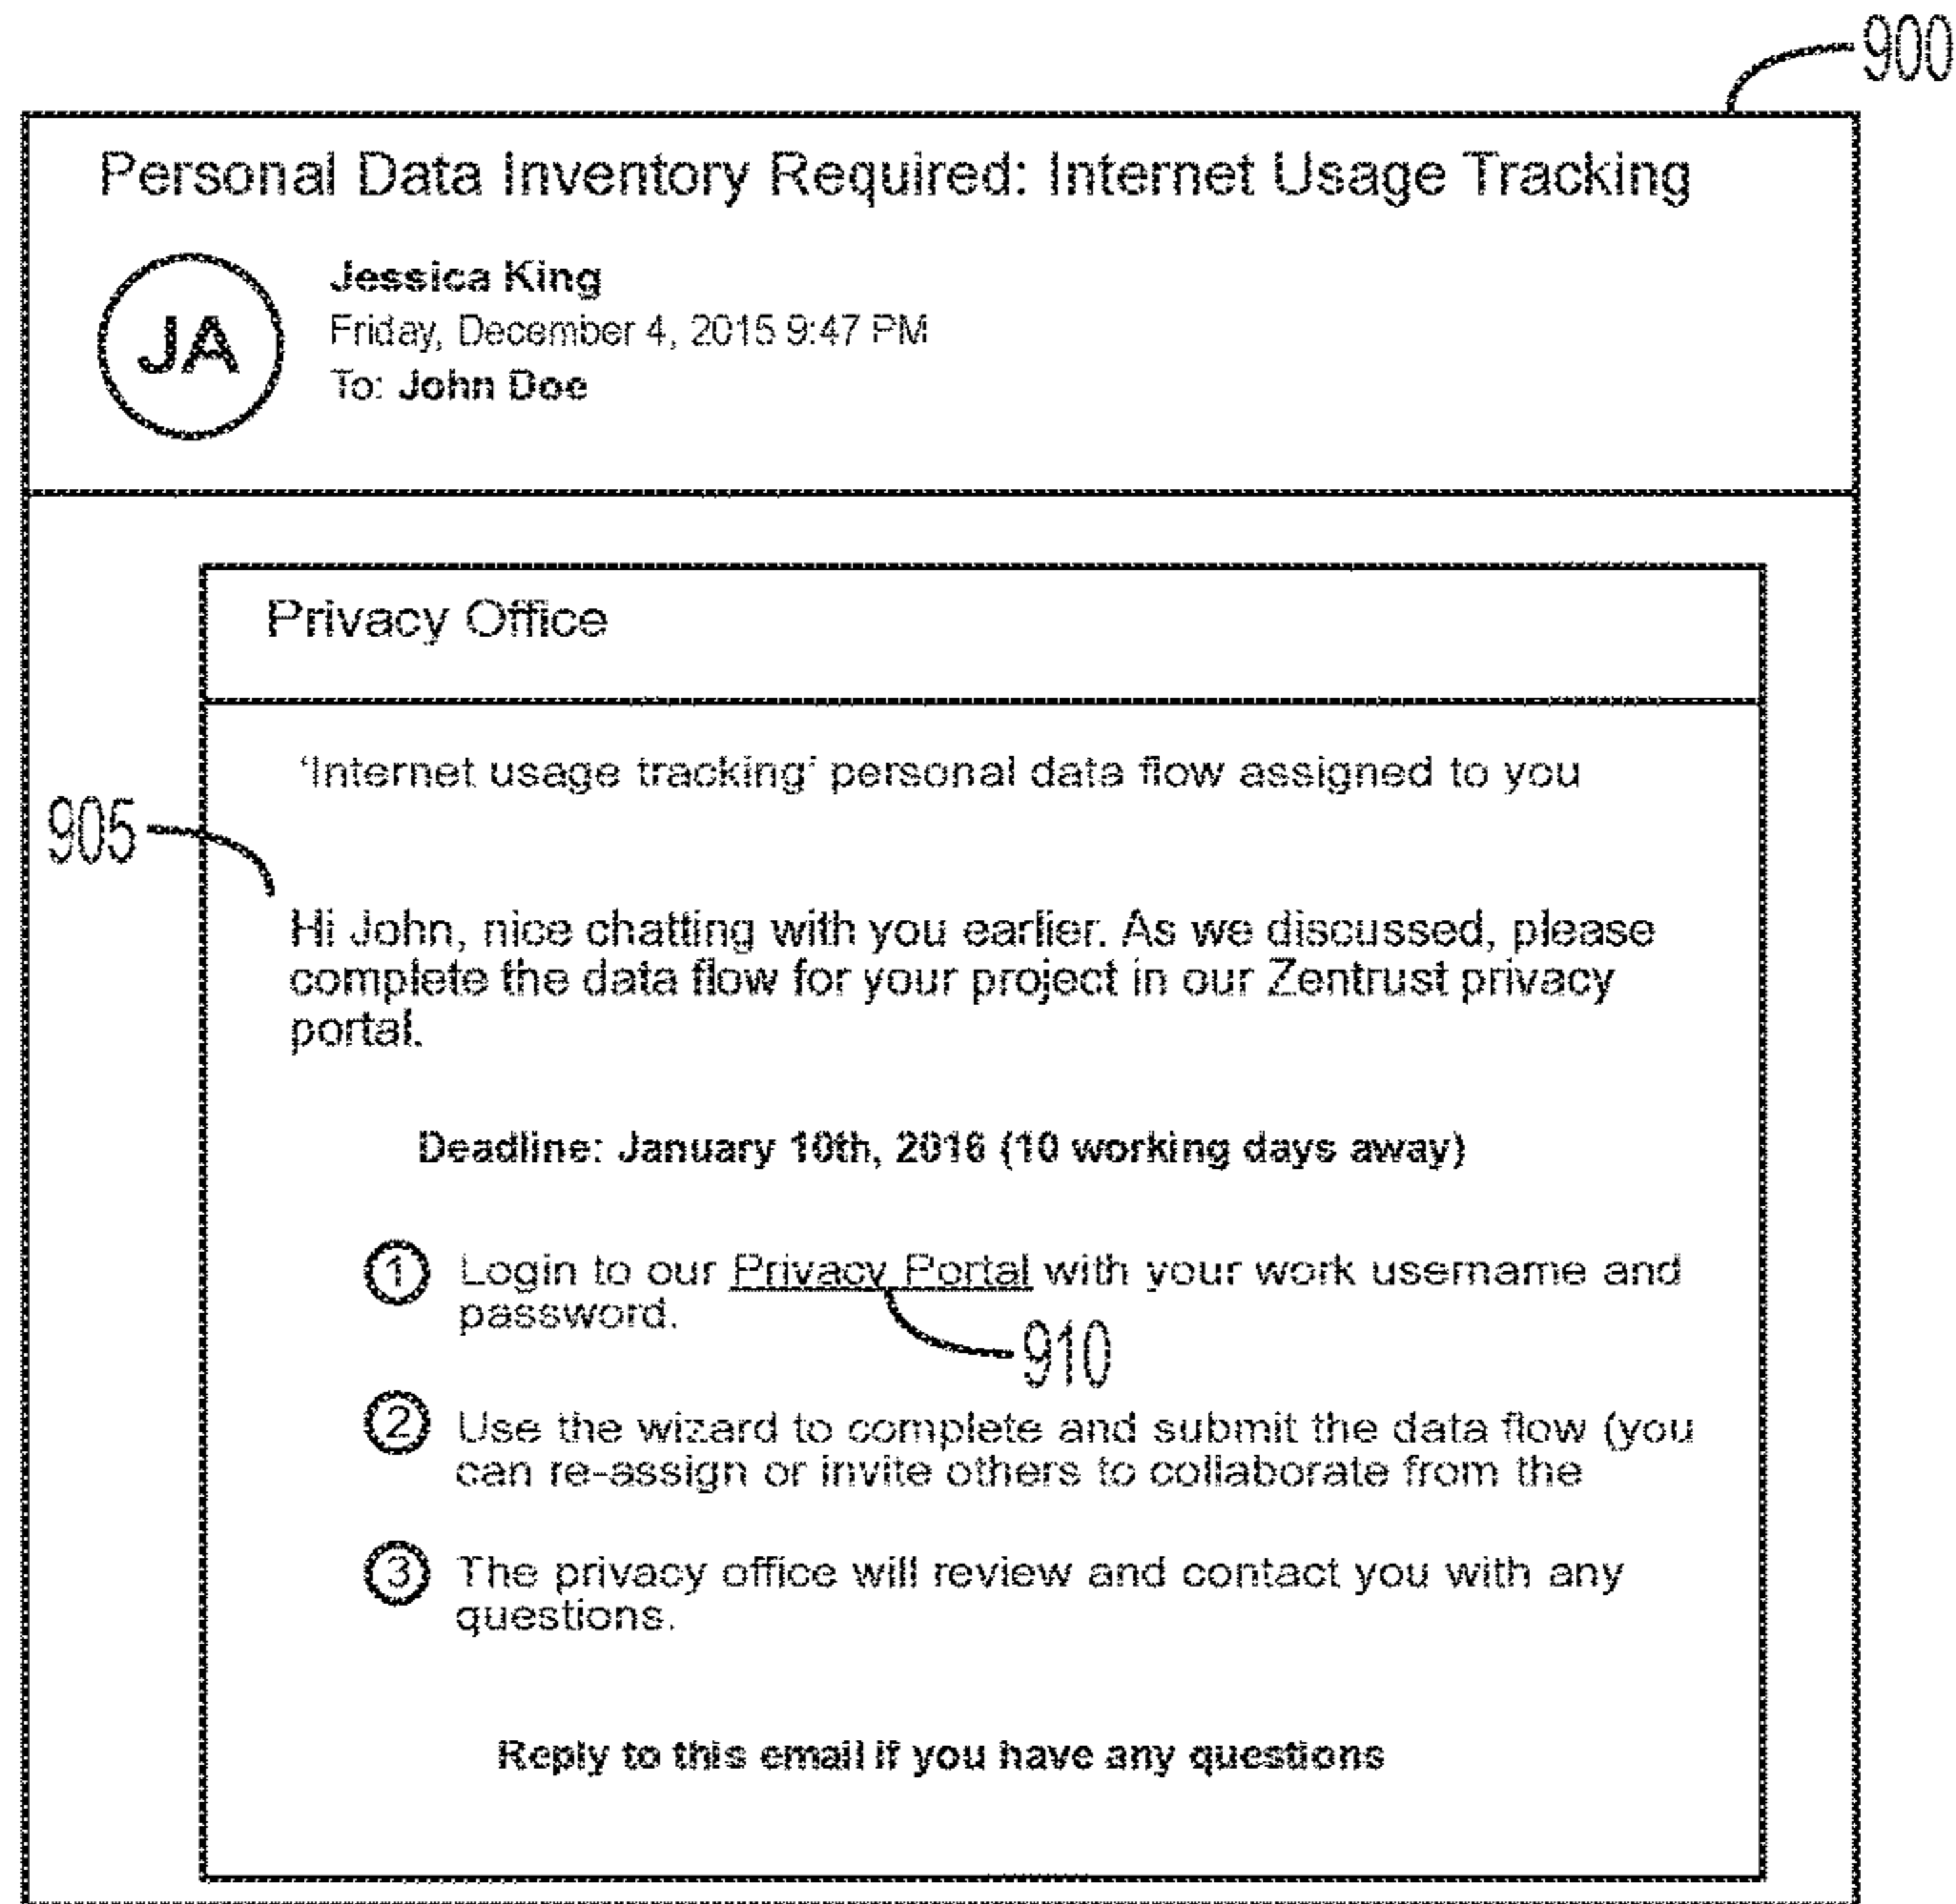 900
Personal Data Inventory Required: Internet Usage Tracking
JA
Jessica King
Friday, December 4, 2015 9:47 PM
To: John Doe
Privacy Office
'Internet usage tracking' personal data flow assigned to you
905
Hi John, nice chatting with you earlier. As we discussed, please
complete the data flow for your project in our Zentrust privacy
portal.
Deadline: January 10th, 2016 (10 working days away)
1 Login to our Privacy Portal with your work username and
password.
910
2 Use the wizard to complete and submit the data flow (you
can re-assign or invite others to collaborate from the
3 The privacy office will review and contact you with any
questions.
Reply to this email if you have any questions